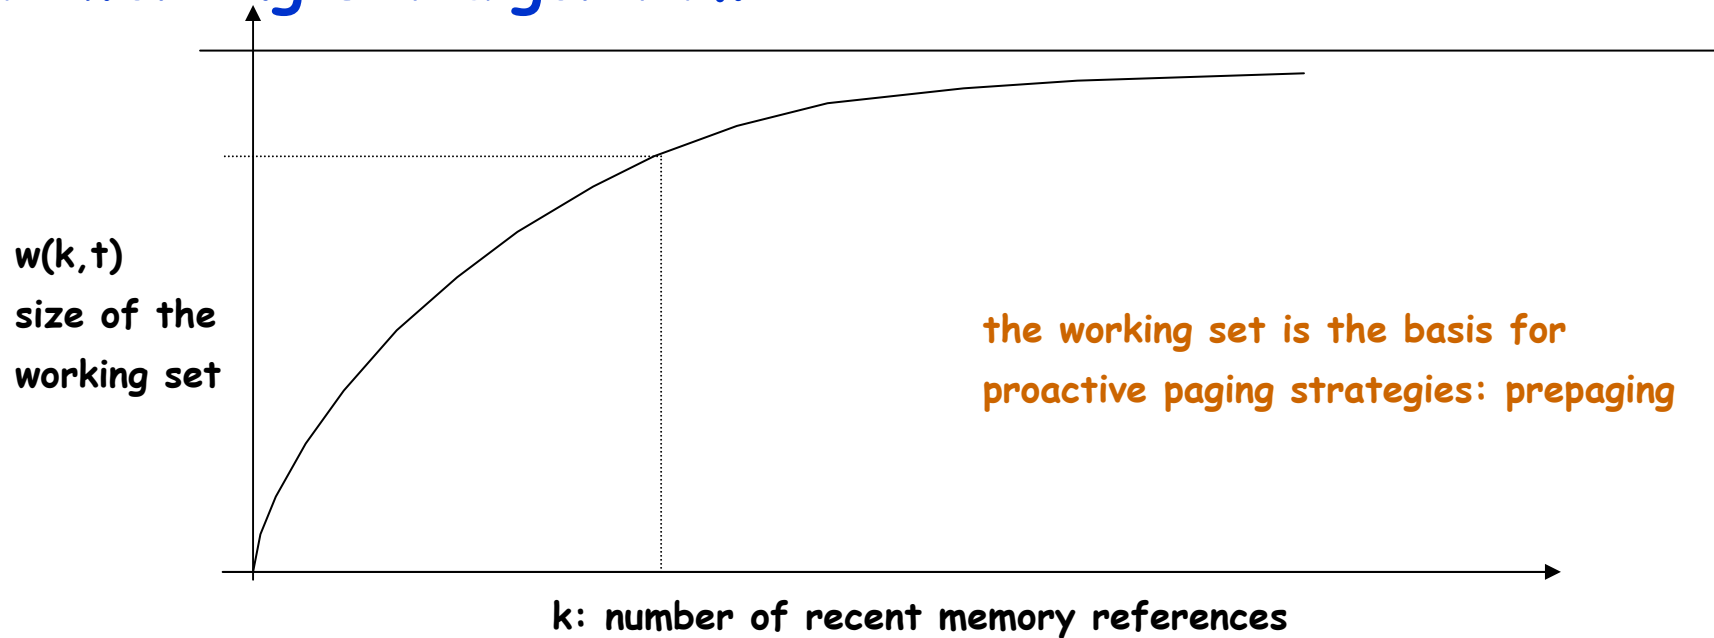 w(k,t)
size of the
working set
the working set is the basis for
proactive paging strategies: prepaging
k: number of recent memory references